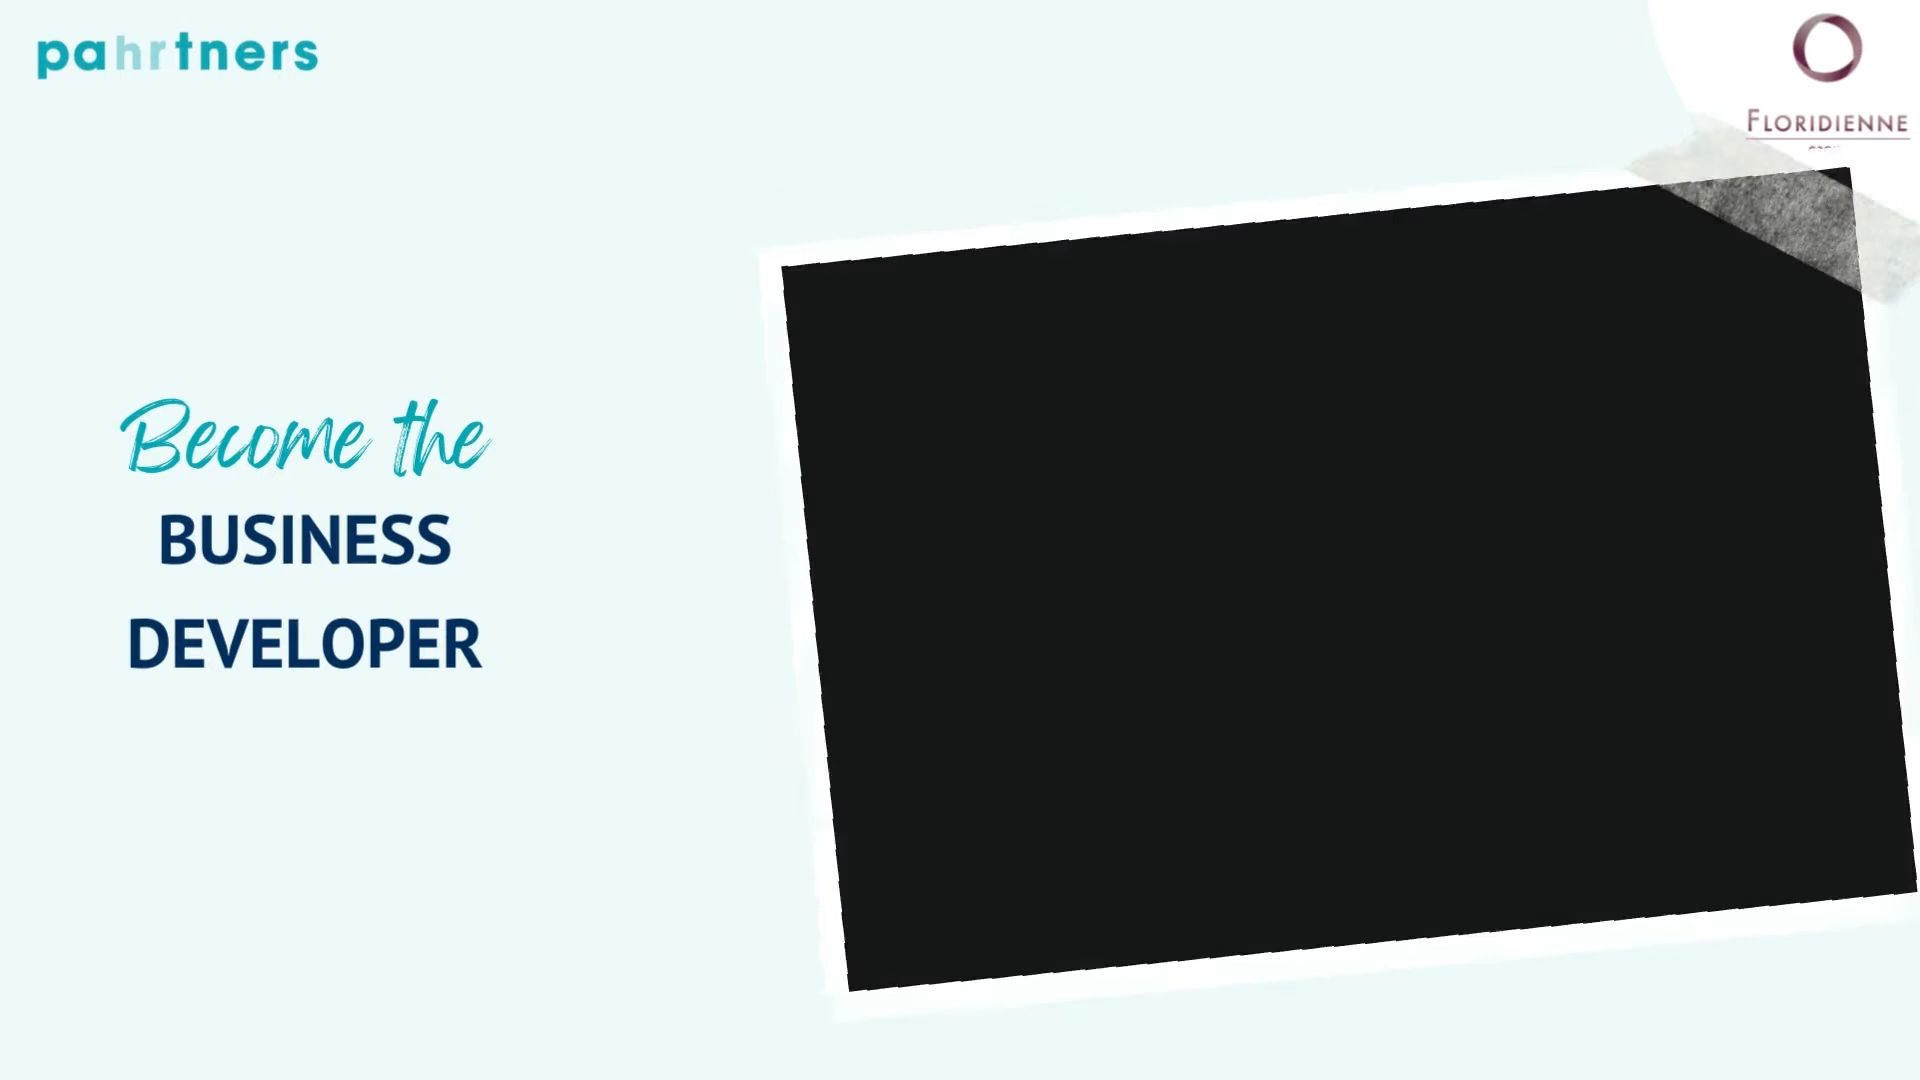 pahrtners
FLORIDIENNE
Become the
BUSINESS
DEVELOPER